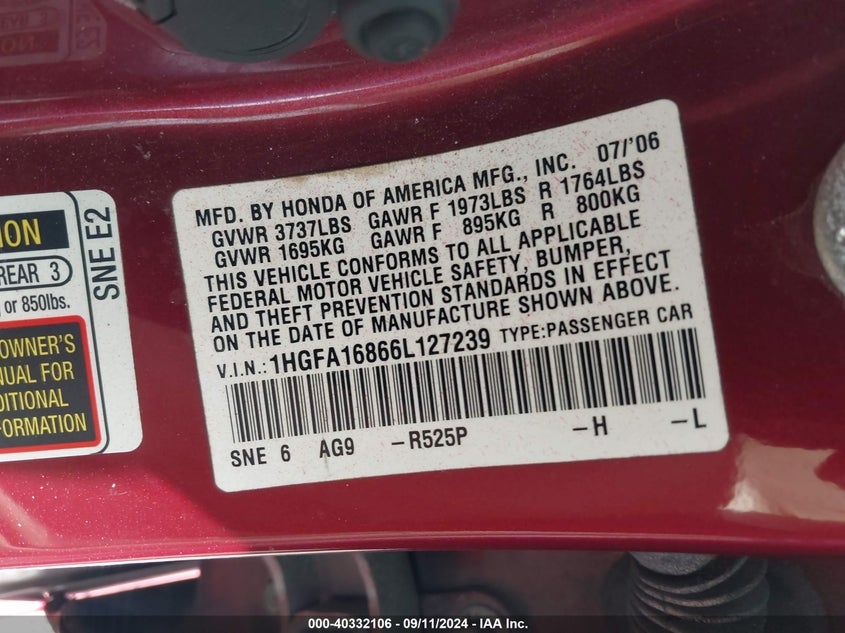 MFD. BY HONDA OF AMERICA MFG., INC. 07/'06
GVWR 3737LBS GAWR F 1973LBS R 1764LBS
GVWR 1695KG GAWR F 895KG R 800KG
THIS VEHICLE CONFORMS TO ALL APPLICABLE
FEDERAL MOTOR VEHICLE SAFETY, BUMPER,
AND THEFT PREVENTION STANDARDS IN EFFECT
ON THE DATE OF MANUFACTURE SHOWN ABOVE.
V.I.N.: 1HGFA16866L127239 TYPE:PASSENGER CAR
SNE 6 AG9 -R525P -H -L
ION
REAR 3
or 850lbs.
OWNER'S
NUAL FOR
DITIONAL
FORMATION
SNE E2
000-40332106 - 09/11/2024 - IAA Inc.